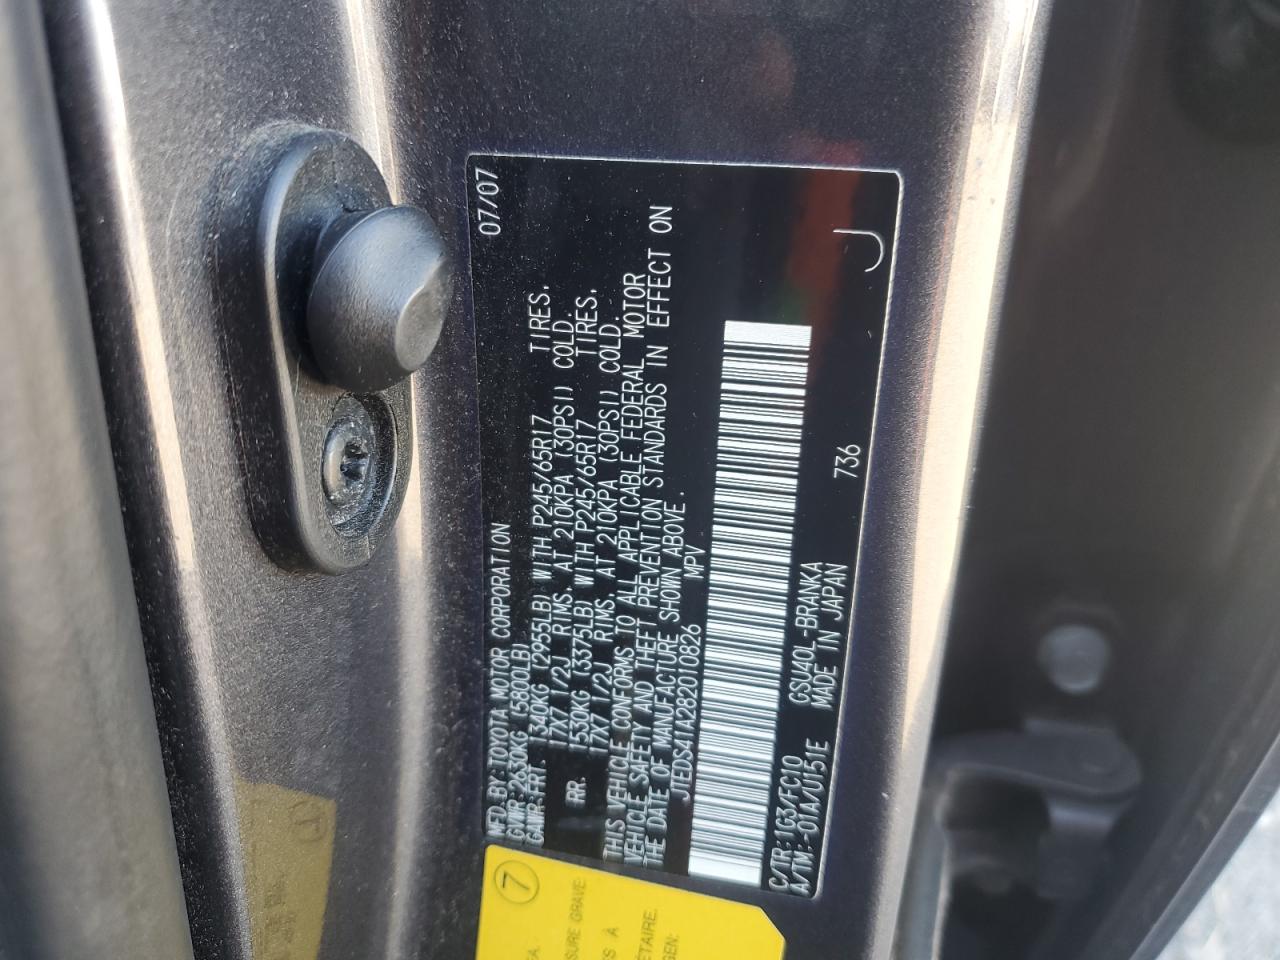 07/07
MFD. BY: TOYOTA MOTOR CORPORATION
GVWR: 2630KG (5800LB)
GAWR: FRT. 1340KG (2955LB) WITH P245/65R17 TIRES,
17X7 1/2J RIMS, AT 210KPA (30PSI) COLD.
RR. 1530KG (3375LB) WITH P245/65R17 TIRES,
17X7 1/2J RIMS, AT 210KPA (30PSI) COLD.
THIS VEHICLE CONFORMS TO ALL APPLICABLE FEDERAL MOTOR
VEHICLE SAFETY AND THEFT PREVENTION STANDARDS IN EFFECT ON
THE DATE OF MANUFACTURE SHOWN ABOVE.
JTEDS41A282010826 MPV
C/TR: 1G3/FC10 GSU40L-BRANKA
A/TM: -01A/U151E MADE IN JAPAN 736
J
7
SURE GRAVE
À
ÉTAIRE.